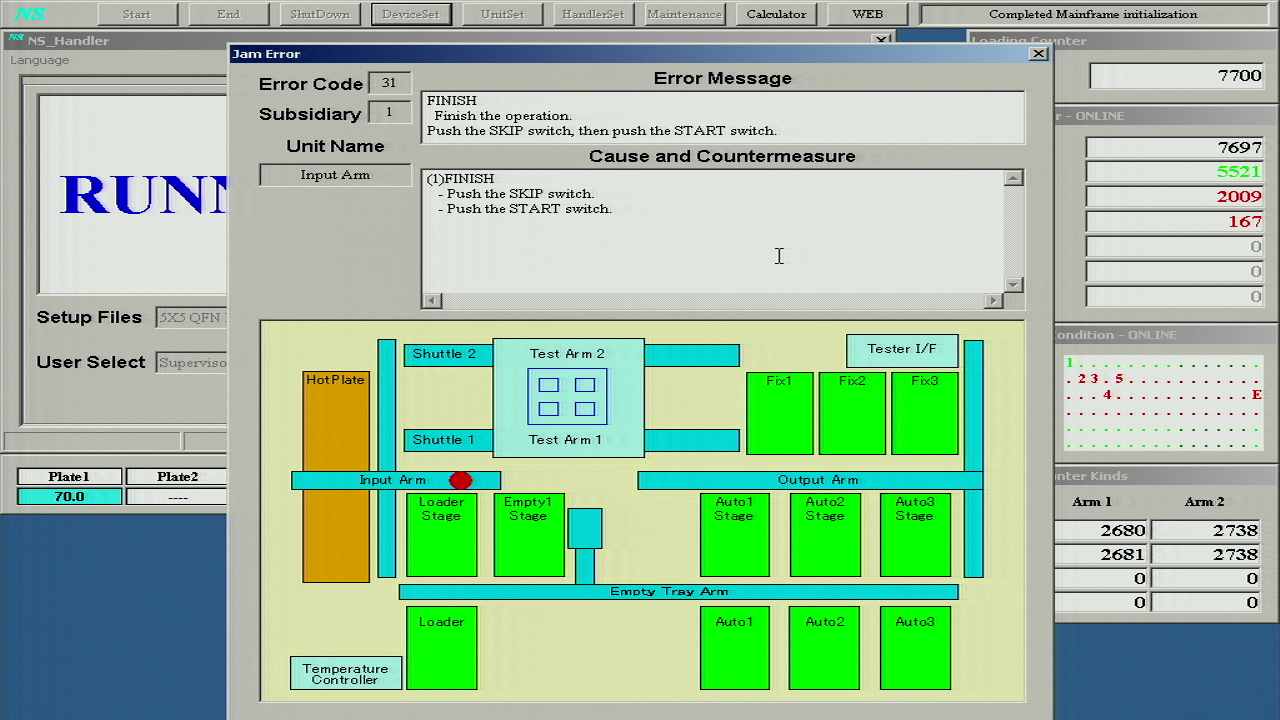 NS
Start
End
ShutDown
DeviceSet
UnitSet
HandlerSet
Maintenance
Calculator
WEB
Completed Mainframe initialization
NS NS_Handler
Language
RUNN
Setup Files
5X5 QFN
User Select
Superviso
Plate1
Plate2
70.0
----
Jam Error
Error Code
31
Subsidiary
1
Unit Name
Input Arm
Error Message
FINISH
Finish the operation.
Push the SKIP switch, then push the START switch.
Cause and Countermeasure
(1)FINISH
- Push the SKIP switch.
- Push the START switch.
HotPlate
Shuttle 2
Test Arm 2
Tester I/F
Fix1
Fix2
Fix3
Shuttle 1
Test Arm 1
Input Arm
Output Arm
Loader
Stage
Empty1
Stage
Auto1
Stage
Auto2
Stage
Auto3
Stage
Empty Tray Arm
Loader
Auto1
Auto2
Auto3
Temperature
Controller
Loading Counter
7700
r - ONLINE
7697
5521
2009
167
0
0
0
ondition - ONLINE
1
. 2 3 . 5
4
E
nter Kinds
Arm 1
Arm 2
2680
2738
2681
2738
0
0
0
0